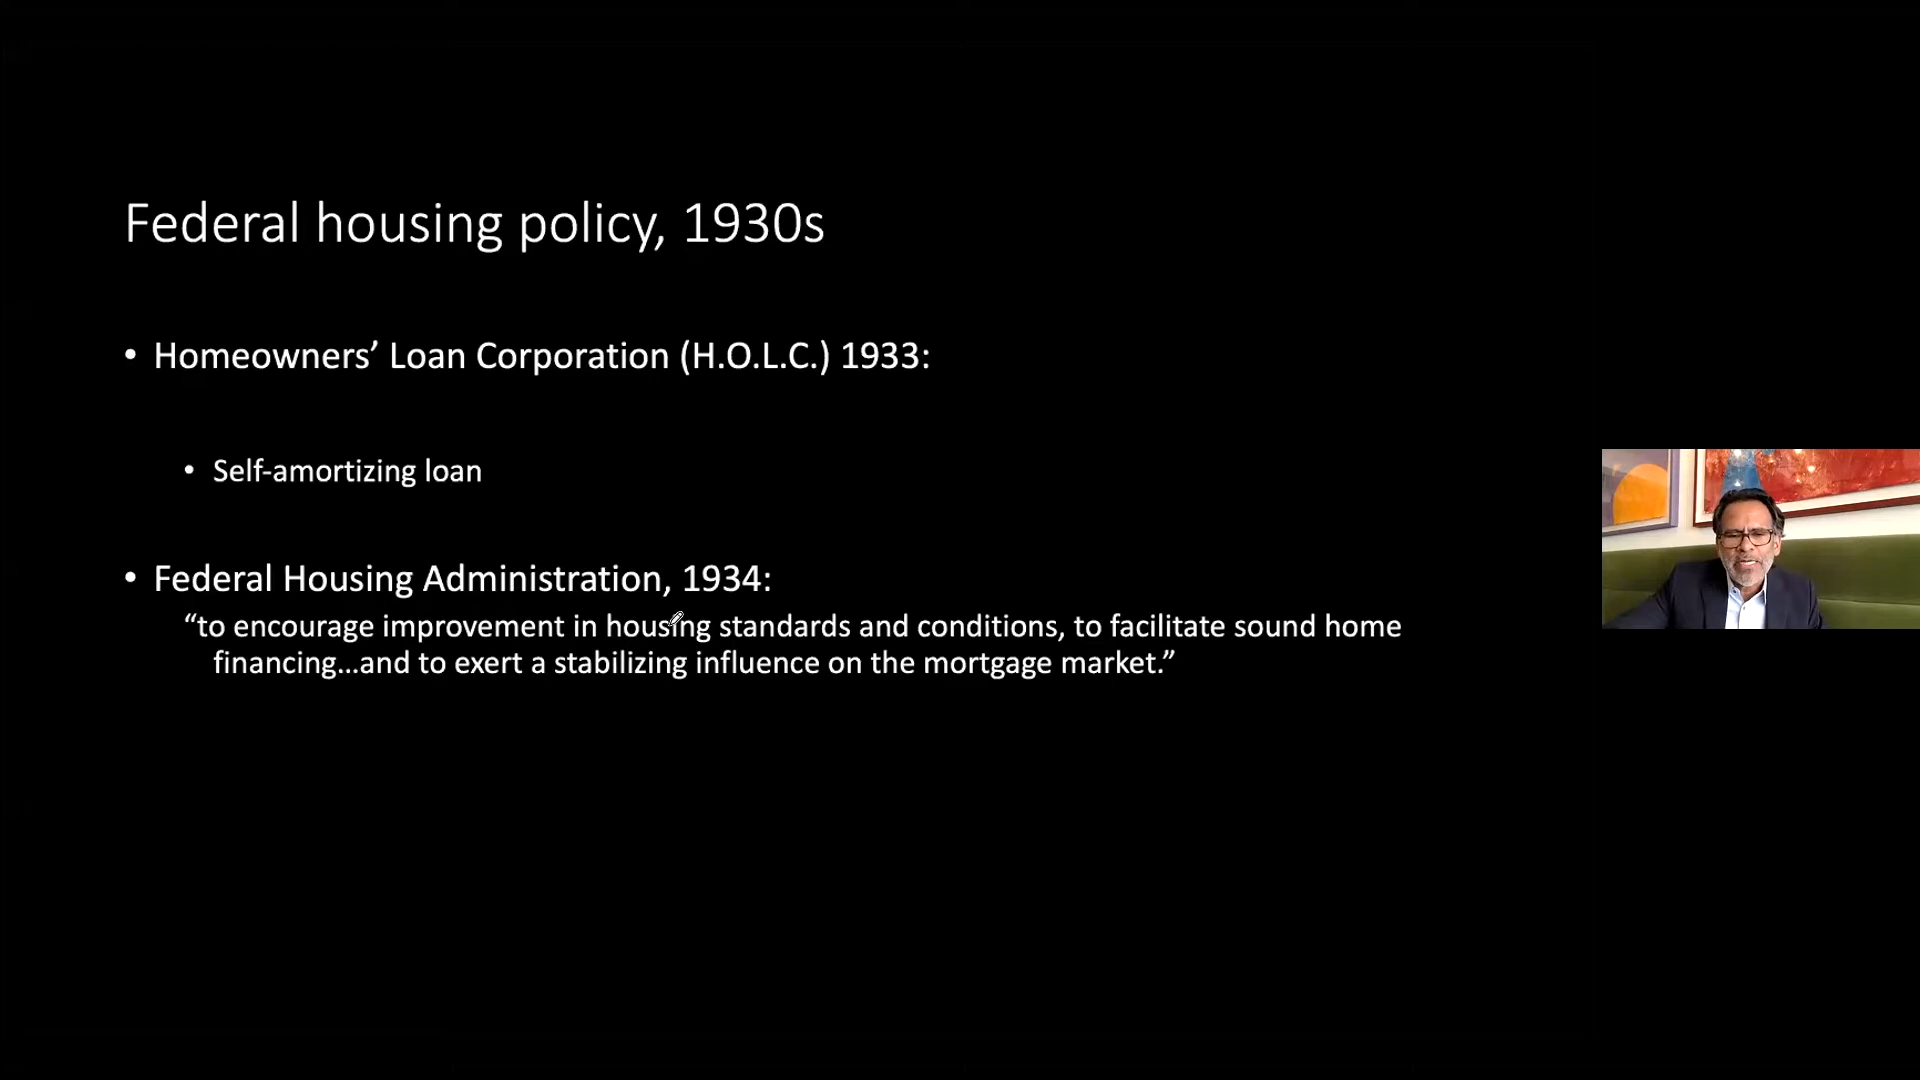 Federal housing policy, 1930s
• Homeowners’ Loan Corporation (H.O.L.C.) 1933:
• Self-amortizing loan
• Federal Housing Administration, 1934:
“to encourage improvement in housing standards and conditions, to facilitate sound home
financing…and to exert a stabilizing influence on the mortgage market.”